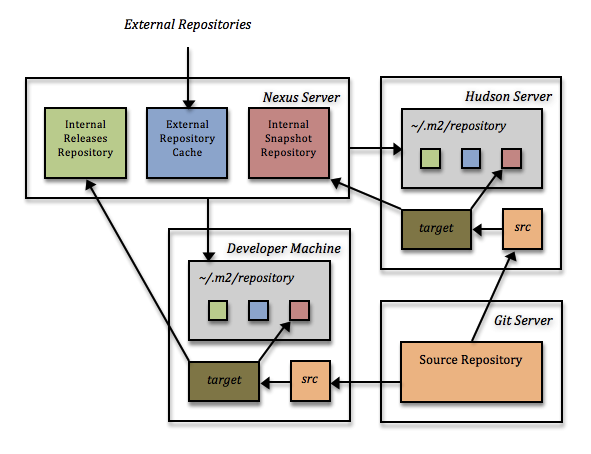 External Repositories
Nexus Server
Internal
Releases
Repository
External
Repository
Cache
Internal
Snapshot
Repository
Hudson Server
~/.m2/repository
target
src
Developer Machine
~/.m2/repository
target
src
Git Server
Source Repository